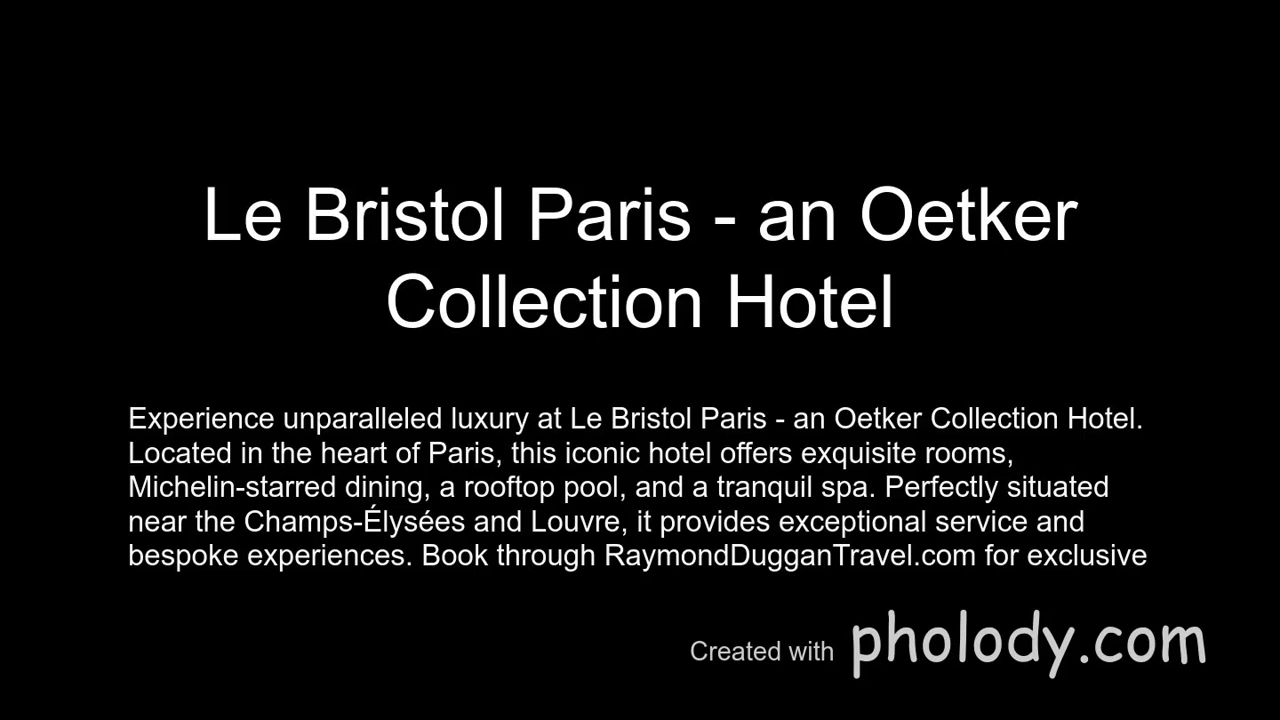 Le Bristol Paris - an Oetker
Collection Hotel
Experience unparalleled luxury at Le Bristol Paris - an Oetker Collection Hotel.
Located in the heart of Paris, this iconic hotel offers exquisite rooms,
Michelin-starred dining, a rooftop pool, and a tranquil spa. Perfectly situated
near the Champs-Élysées and Louvre, it provides exceptional service and
bespoke experiences. Book through RaymondDugganTravel.com for exclusive
Created with pholody.com